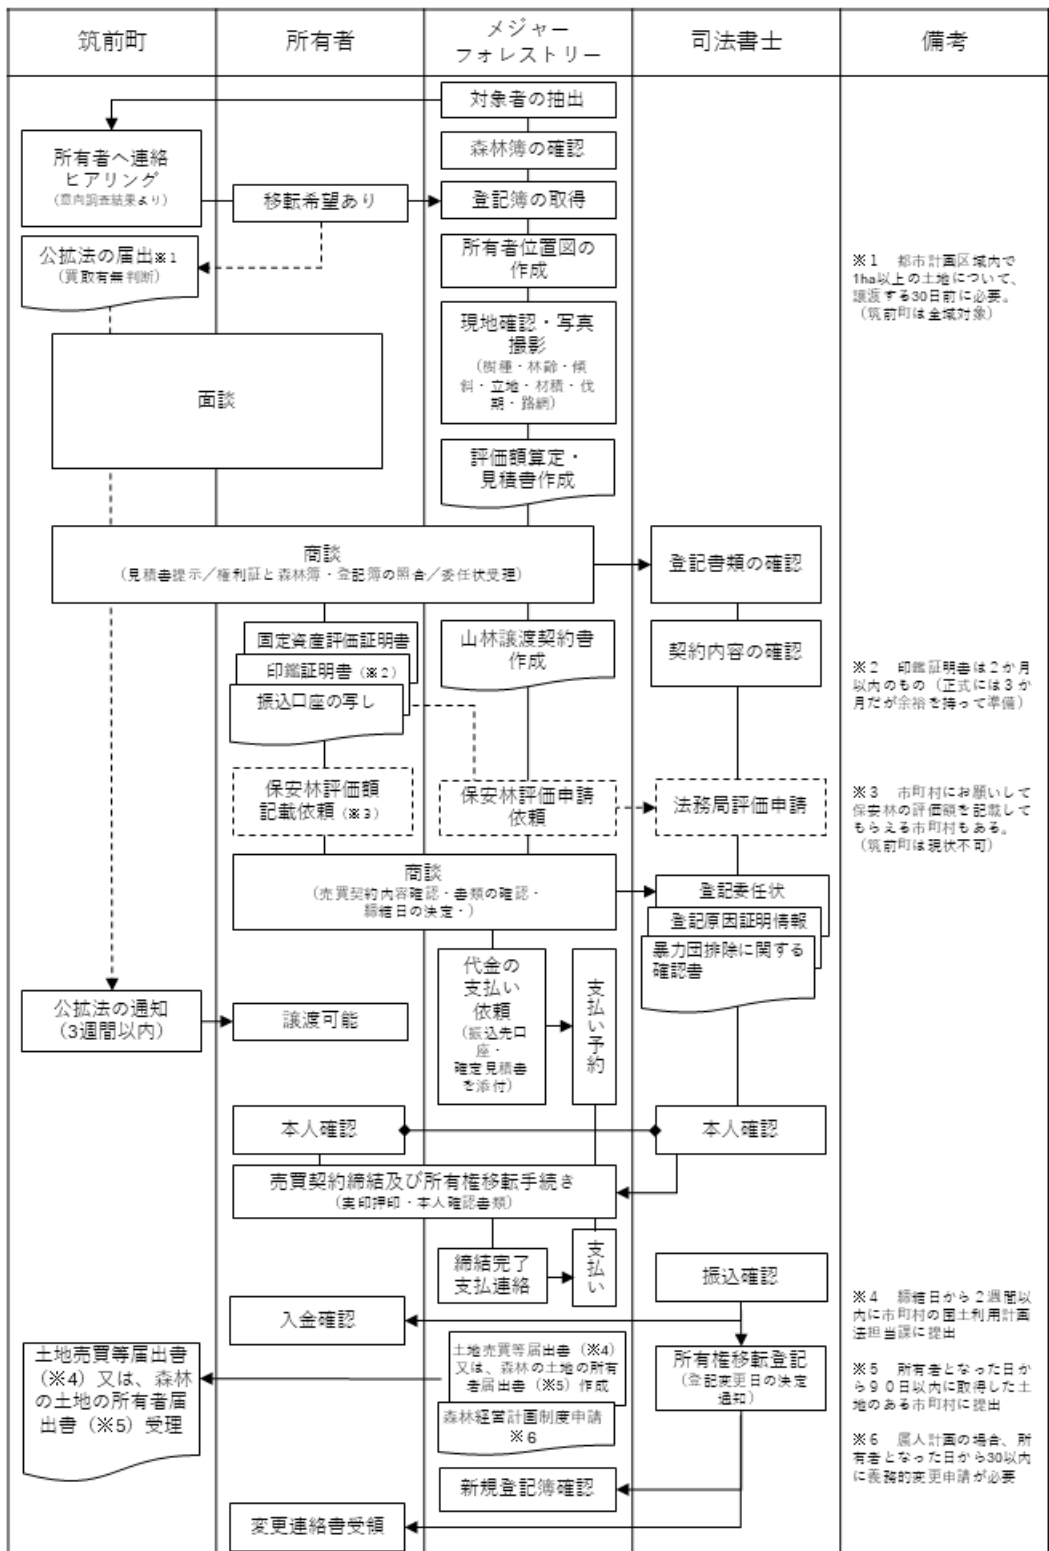 筑前町
所有者
メジャー
フォレストリー
司法書士
備考
対象者の抽出
所有者へ連絡
ヒアリング
(意向調査結果より)
森林簿の確認
移転希望あり
登記簿の取得
公拡法の届出※1
(買取有無判断)
所有者位置図の
作成
※1 都市計画区域内で
1ha以上の土地について、
譲渡する30日前に必要。
(筑前町は全域対象)
現地確認・写真
撮影
(樹種・林齢・傾
斜・立地・材積・伐
期・路網)
面談
評価額算定・
見積書作成
商談
(見積書提示/権利証と森林簿・登記簿の照合/委任状受理)
登記書類の確認
固定資産評価証明書
印鑑証明書(※2)
振込口座の写し
山林譲渡契約書
作成
契約内容の確認
※2 印鑑証明書は2か月
以内のもの(正式には3か
月だが余裕を持って準備)
保安林評価額
記載依頼(※3)
保安林評価申請
依頼
法務局評価申請
※3 市町村にお願いして
保安林の評価額を記載して
もらえる市町村もある。
(筑前町は現状不可)
商談
(売買契約内容確認・書類の確認・
締結日の決定・)
登記委任状
登記原因証明情報
暴力団排除に関する
確認書
代金の
支払い
依頼
(振込先口
座・
確定見積書
を添付)
支払い予約
公拡法の通知
(3週間以内)
譲渡可能
本人確認
本人確認
売買契約締結及び所有権移転手続き
(実印押印・本人確認書類)
締結完了
支払連絡
支払い
振込確認
入金確認
※4 締結日から2週間以
内に市町村の国土利用計画
法担当課に提出
土地売買等届出書
(※4)又は、森林
の土地の所有者届
出書(※5)受理
土地売買等届出書(※4)
又は、森林の土地の所有
者届出書(※5)作成
森林経営計画制度申請
※6
所有権移転登記
(登記変更日の決定
通知)
※5 所有者となった日か
ら90日以内に取得した土
地のある市町村に提出
※6 属人計画の場合、所
有者となった日から30以内
に義務的変更申請が必要
新規登記簿確認
変更連絡書受領